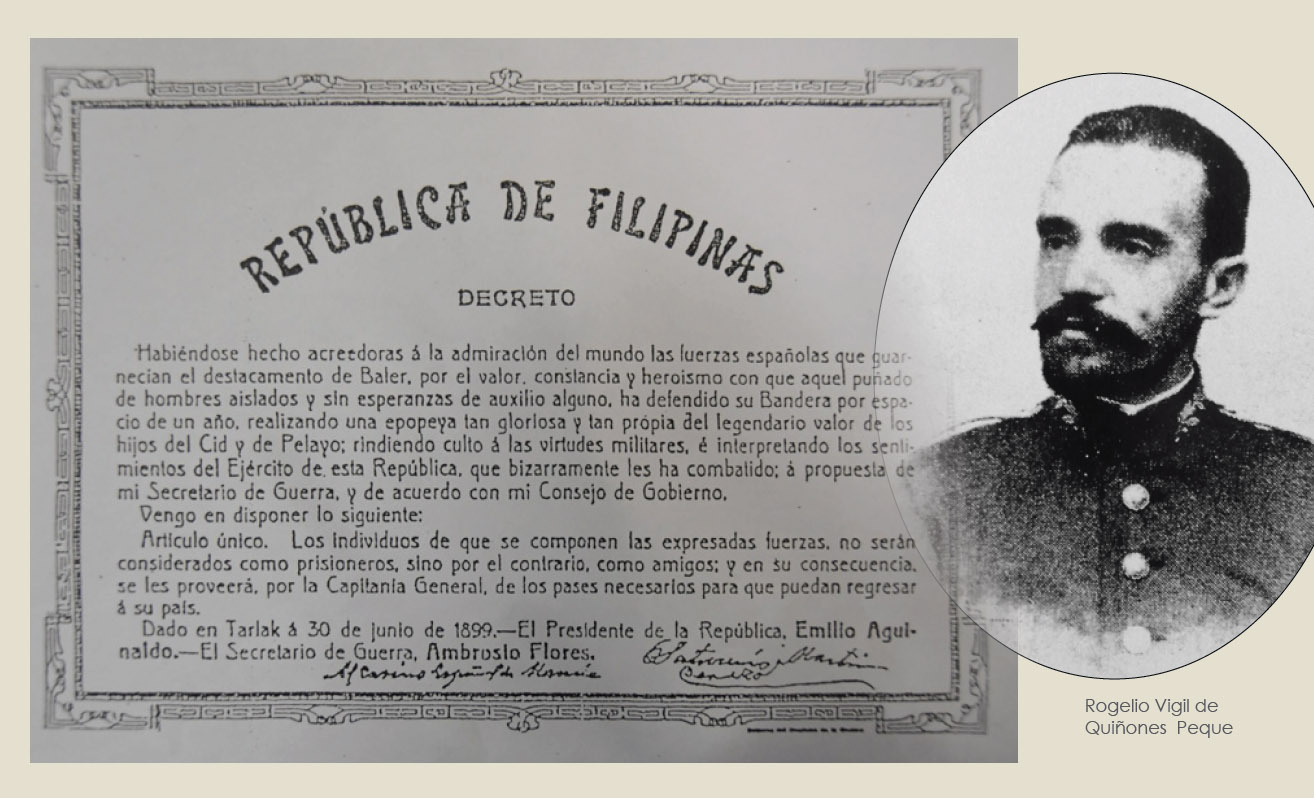 REPÚBLICA DE FILIPINAS
DECRETO
Habiéndose hecho acreedoras á la admiración del mundo las fuerzas españolas que guar-
necian el destacamento de Baler, por el valor, constancia y heroismo con que aquel puñado
de hombres aislados y sin esperanzas de auxilio alguno, ha defendido su Bandera por espa-
cio de un año, realizando una epopeya tan gloriosa y tan própia del legendario valor de los
hijos del Cid y de Pelayo; rindiendo culto á las virtudes militares, é interpretando los senti-
mientos del Ejército de esta República, que bizarramente les ha combatido; á propuesta de
mi Secretario de Guerra, y de acuerdo con mi Consejo de Gobierno,
Vengo en disponer lo siguiente:
Artículo único. Los individuos de que se componen las expresadas fuerzas, no serán
considerados como prisioneros, sino por el contrario, como amigos; y en su consecuencia,
se les proveerá, por la Capitanía General, de los pases necesarios para que puedan regresar
á su país.
Dado en Tarlak á 30 de junio de 1899.—El Presidente de la República, Emilio Agui-
naldo.—El Secretario de Guerra, Ambrosio Flores.
Al Casino Español de Manila
Saturnino Martin
Rogelio Vigil de
Quiñones Peque